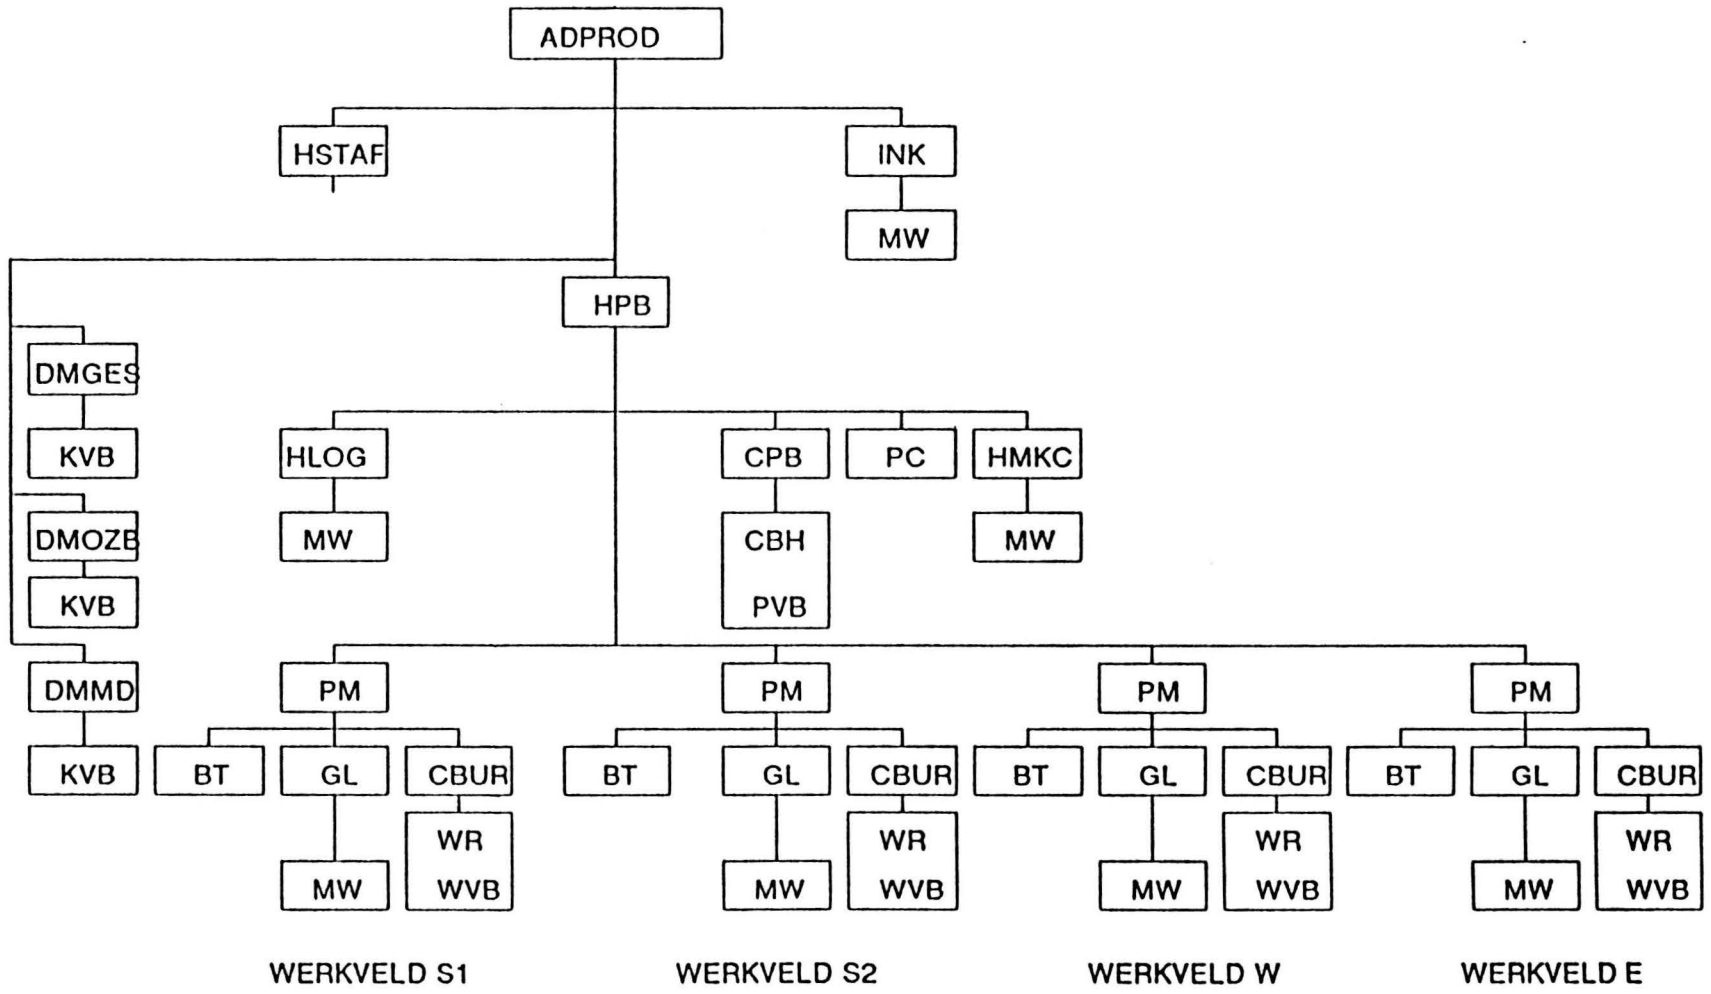 ADPROD
HSTAF
INK
MW
HPB
DMGES
KVB
HLOG
CPB
PC
HMKC
DMOZB
MW
CBH
MW
KVB
PVB
DMMD
PM
PM
PM
PM
KVB
BT
GL
CBUR
BT
GL
CBUR
BT
GL
CBUR
BT
GL
CBUR
WR
WR
WR
WR
MW
WVB
MW
WVB
MW
WVB
MW
WVB
WERKVELD S1
WERKVELD S2
WERKVELD W
WERKVELD E